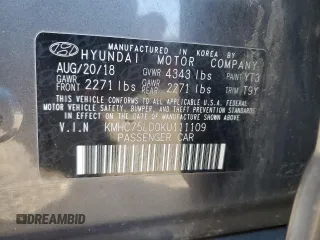 MANUFACTURED IN KOREA BY
HYUNDAI MOTOR COMPANY
AUG/20/18 GVWR 4343 lbs PAINT YT3
GAWR FRONT 2271 lbs GAWR REAR 2271 lbs TRIM T9Y
THIS VEHICLE CONFORMS TO ALL APPLICABLE U.S. FEDERAL
MOTOR VEHICLE SAFETY, BUMPER, AND THEFT PREVENTION
STANDARDS IN EFFECT ON THE DATE OF MANUFACTURE SHOWN ABOVE.
V.I.N KMHC75LD0KU111109
PASSENGER CAR
© DREAMBID